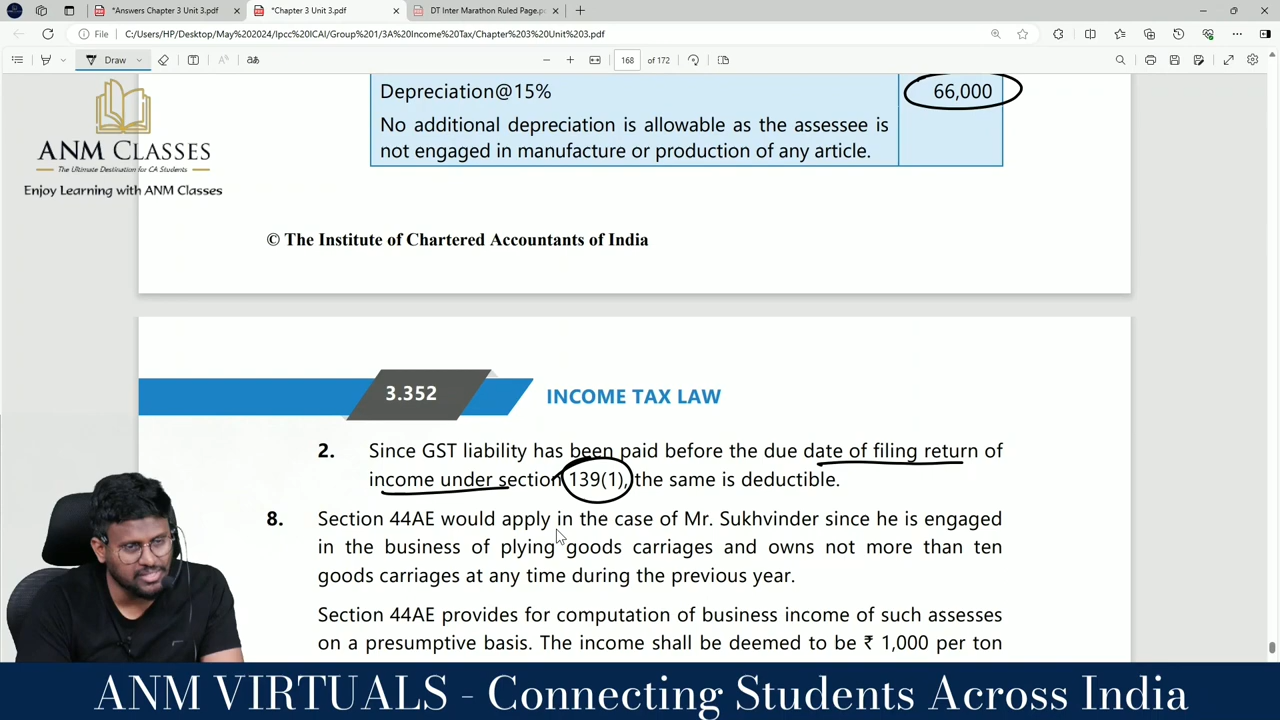 *Answers Chapter 3 Unit 3.pdf
*Chapter 3 Unit 3.pdf
DT Inter Marathon Ruled Page.p
File
C:/Users/HP/Desktop/May%202024/Ipcc%20ICAI/Group%201/3A%20Income%20Tax/Chapter%203%20Unit%203.pdf
Draw
168 of 172
Depreciation@15%
66,000
No additional depreciation is allowable as the assessee is
not engaged in manufacture or production of any article.
ANM CLASSES
The Ultimate Destination for CA Students
Enjoy Learning with ANM Classes
© The Institute of Chartered Accountants of India
3.352
INCOME TAX LAW
2. Since GST liability has been paid before the due date of filing return of
income under section 139(1), the same is deductible.
8. Section 44AE would apply in the case of Mr. Sukhvinder since he is engaged
in the business of plying goods carriages and owns not more than ten
goods carriages at any time during the previous year.
Section 44AE provides for computation of business income of such assesses
on a presumptive basis. The income shall be deemed to be ₹ 1,000 per ton
ANM VIRTUALS - Connecting Students Across India